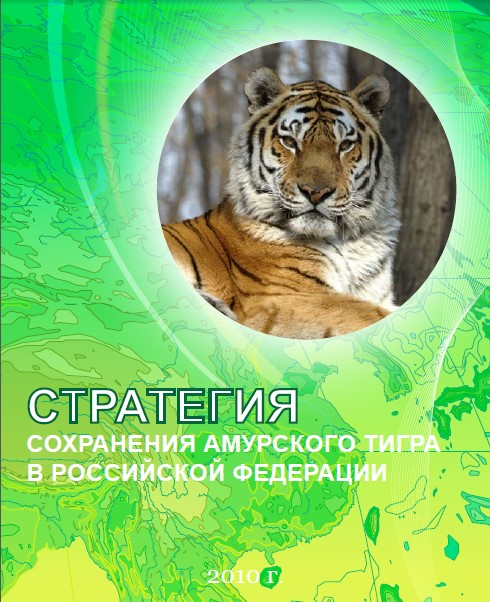 СТРАТЕГИЯ
СОХРАНЕНИЯ АМУРСКОГО ТИГРА
В РОССИЙСКОЙ ФЕДЕРАЦИИ
2010 г.